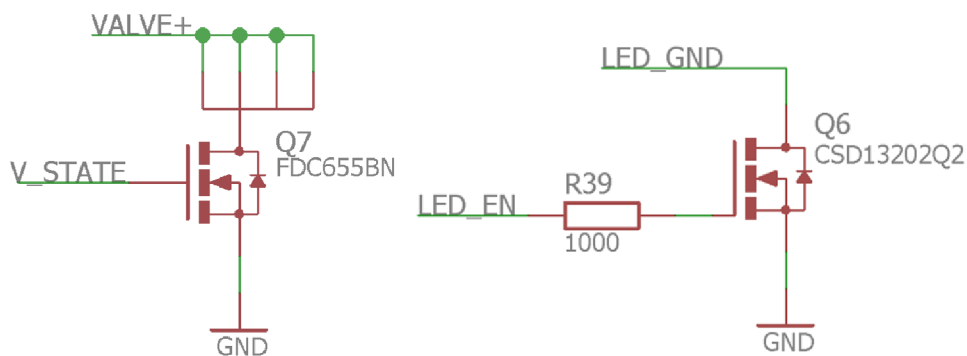 VALVE+
V_STATE
Q7
FDC655BN
GND
LED_GND
LED_EN
R39
1000
Q6
CSD13202Q2
GND